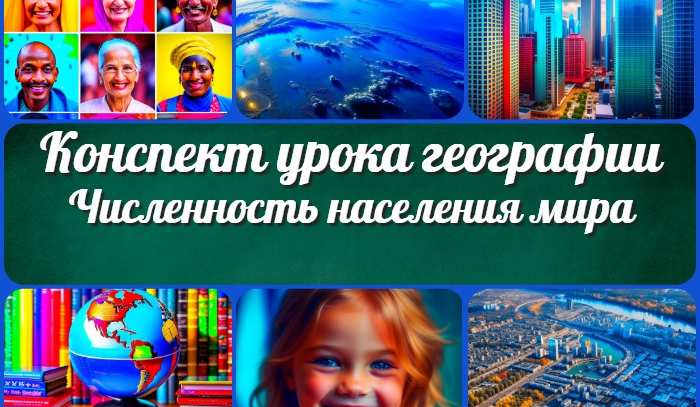 Конспект урока географии
Численность населения мира